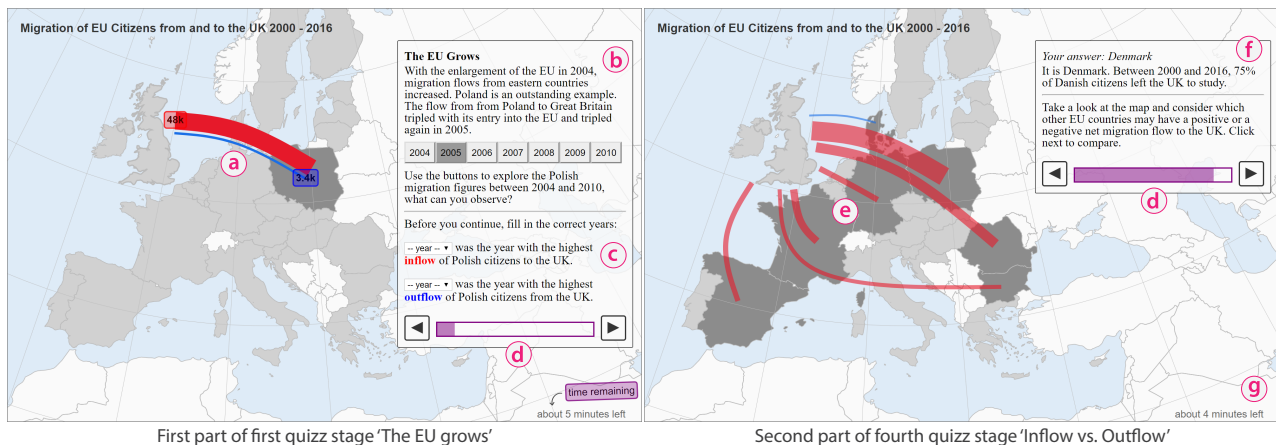 Migration of EU Citizens from and to the UK 2000 - 2016
48k
3.4k
a
The EU Grows
b
With the enlargement of the EU in 2004,
migration flows from eastern countries
increased. Poland is an outstanding example.
The flow from from Poland to Great Britain
tripled with its entry into the EU and tripled
again in 2005.
2004 2005 2006 2007 2008 2009 2010
Use the buttons to explore the Polish
migration figures between 2004 and 2010,
what can you observe?
Before you continue, fill in the correct years:
-- year -- ▼ was the year with the highest
inflow of Polish citizens to the UK.
c
-- year -- ▼ was the year with the highest
outflow of Polish citizens from the UK.
◀ ▶
d
time remaining
about 5 minutes left
First part of first quizz stage ‘The EU grows’
Migration of EU Citizens from and to the UK 2000 - 2016
e
f
Your answer: Denmark
It is Denmark. Between 2000 and 2016, 75%
of Danish citizens left the UK to study.
Take a look at the map and consider which
other EU countries may have a positive or a
negative net migration flow to the UK. Click
next to compare.
◀ ▶
d
g
about 4 minutes left
Second part of fourth quizz stage ‘Inflow vs. Outflow’